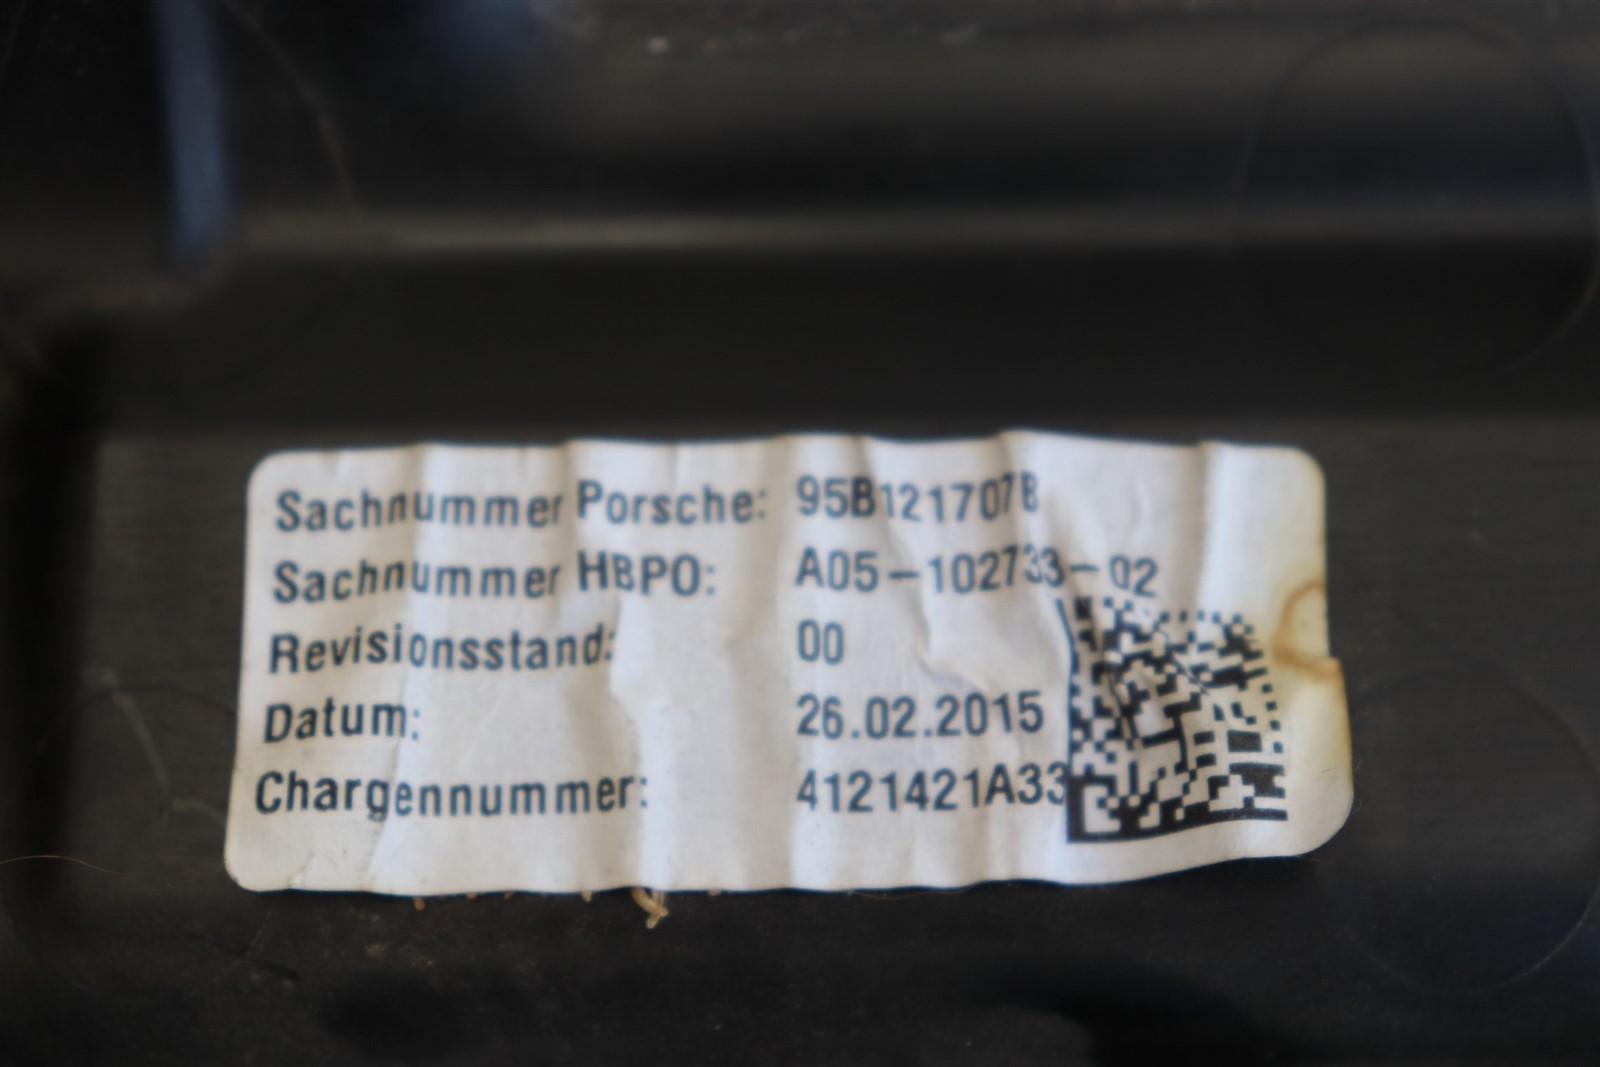 Sachnummer Porsche: 95B121707B
Sachnummer HBPO: A05-102733-02
Revisionsstand: 00
Datum: 26.02.2015
Chargennummer: 4121421A33